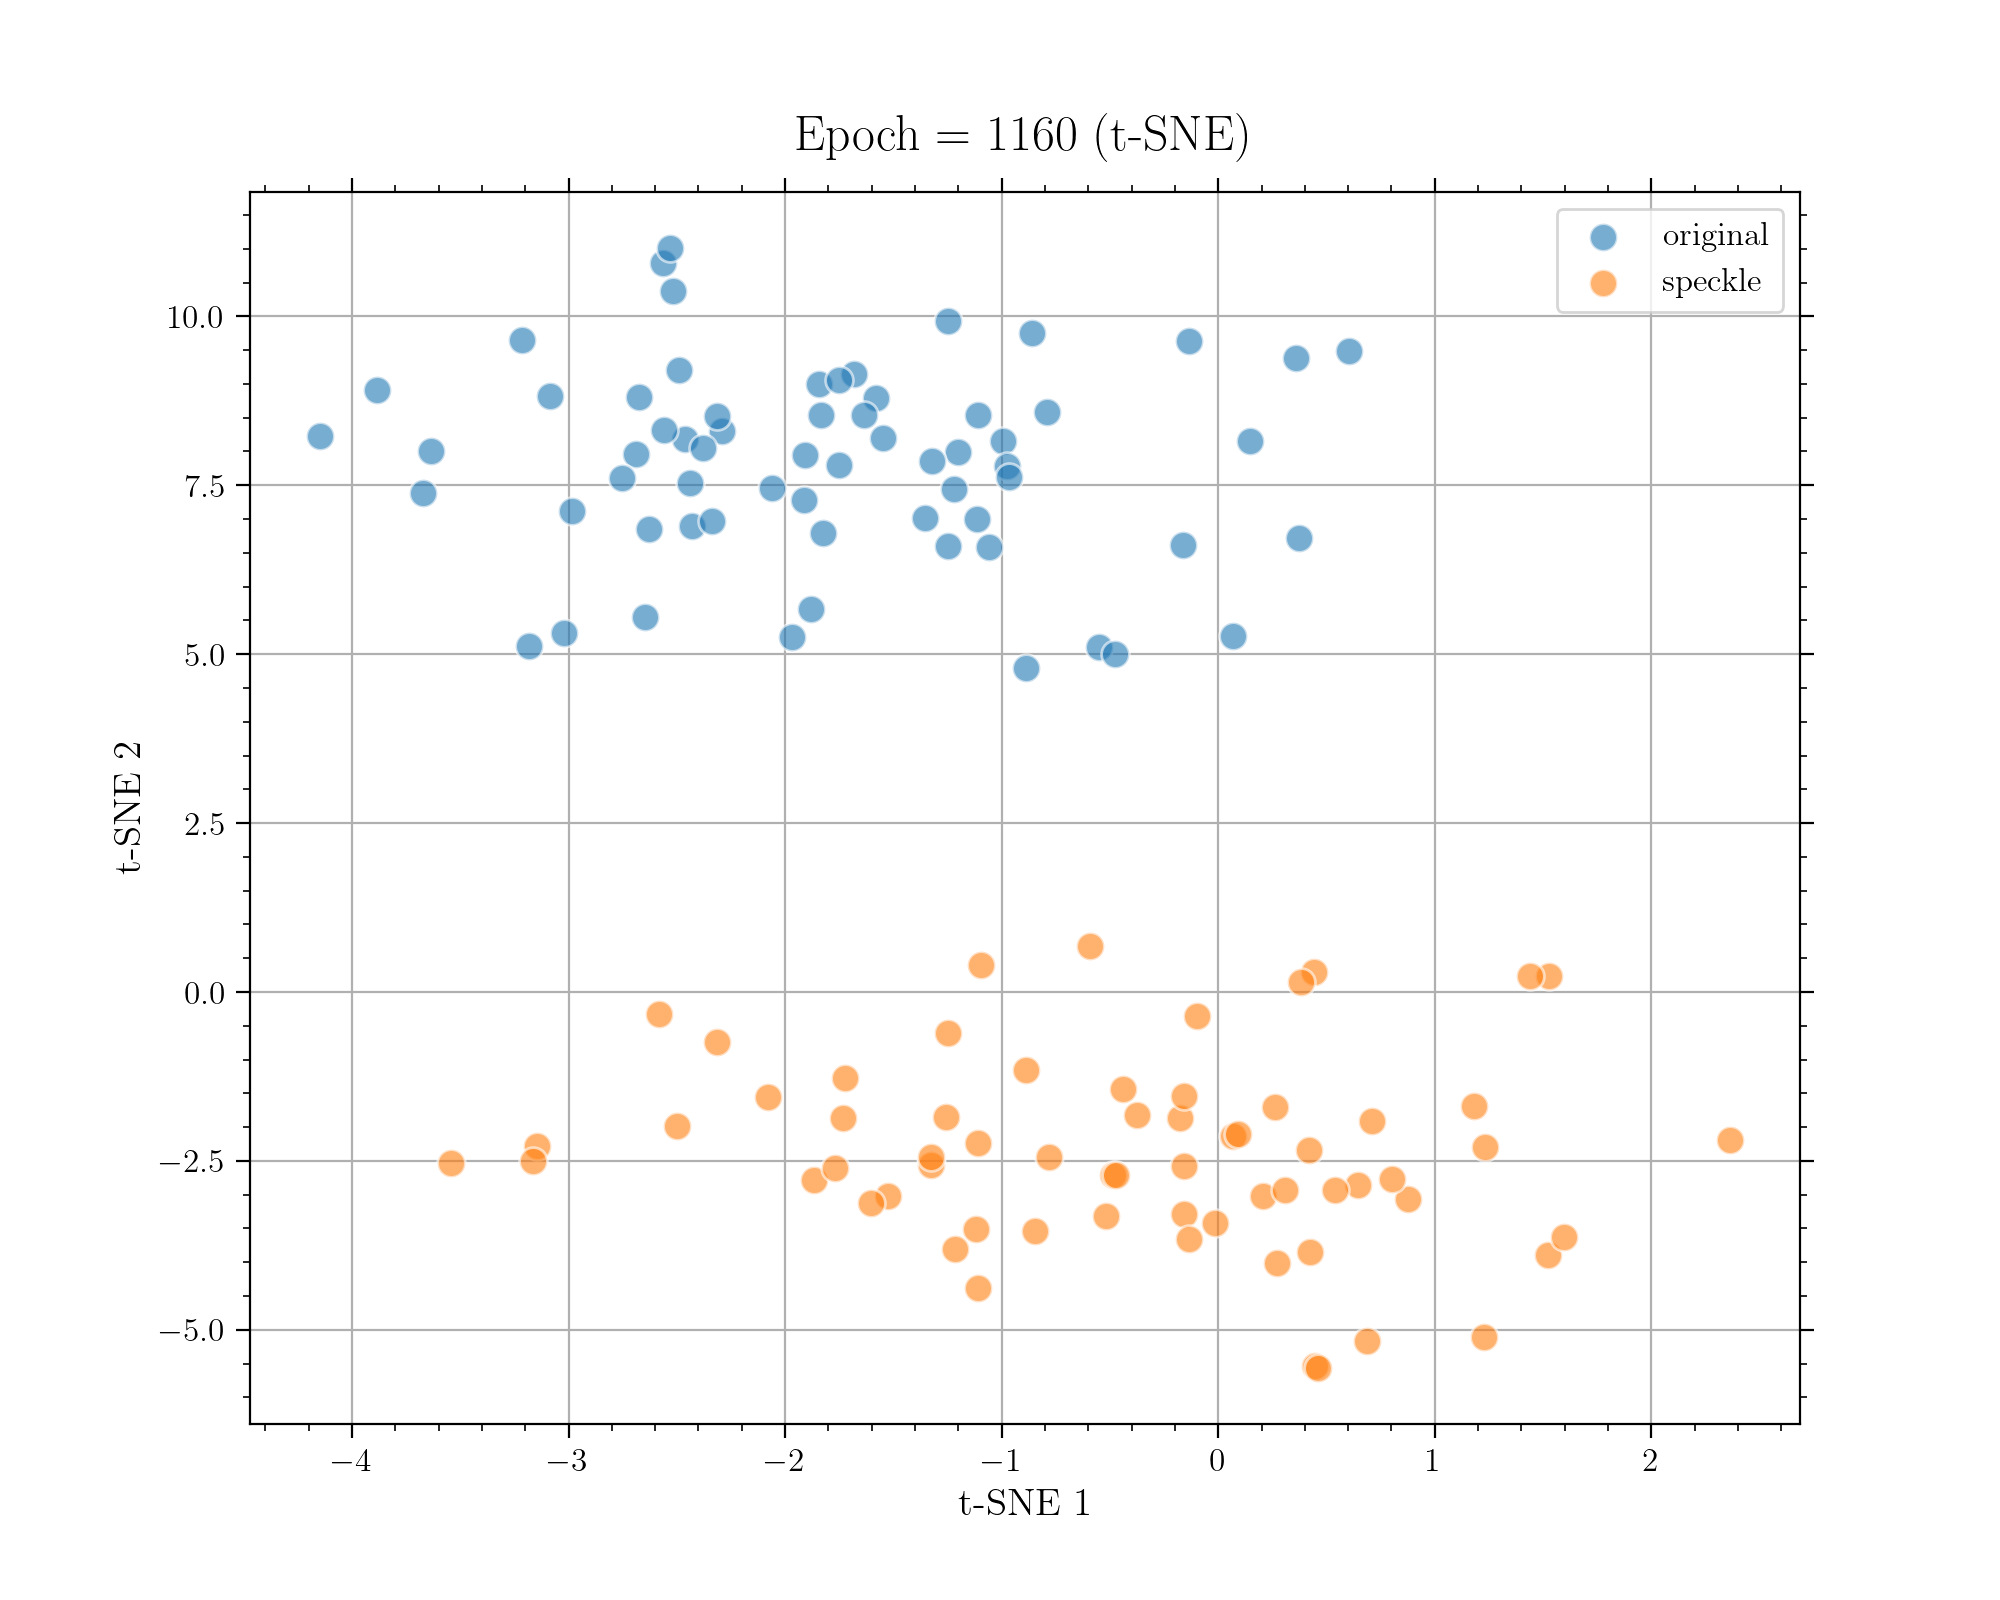 Epoch = 1160 (t-SNE)
original
speckle
10.0
7.5
5.0
2.5
0.0
−2.5
−5.0
t-SNE 2
−4 −3 −2 −1 0 1 2
t-SNE 1